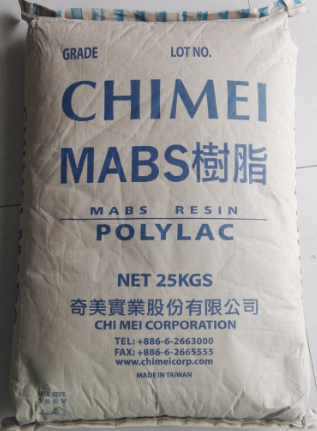 GRADE LOT NO.
CHIMEI
MABS樹脂
MABS RESIN
POLYLAC
NET 25KGS
奇美實業股份有限公司
CHI MEI CORPORATION
TEL: +886-6-2663000
FAX: +886-6-2665555
www.chimeicorp.com
MADE IN TAIWAN